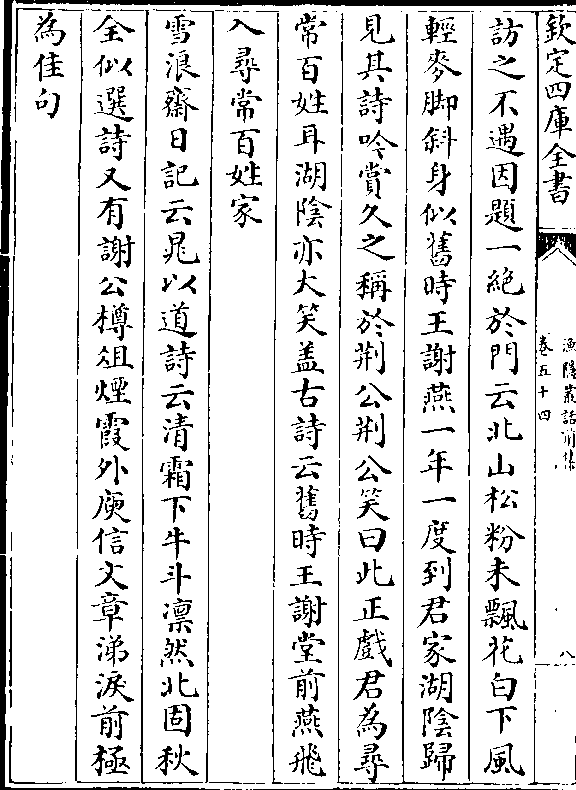 欽定四庫全書
漁隱叢話前集
卷五十四
八
訪之不遇因題一絶於門云北山松粉未飄花白下風
輕麥脚斜身似舊時王謝燕一年一度到君家湖陰歸
見其詩吟賞久之稱於荆公荆公笑曰此正戲君為尋
常百姓耳湖陰亦大笑盖古詩云舊時王謝堂前燕飛
入尋常百姓家
雪浪齋日記云晁以道詩云清霜下牛斗凛然北固秋
全似選詩又有謝公樽俎煙霞外庾信文章涕淚前極
為佳句